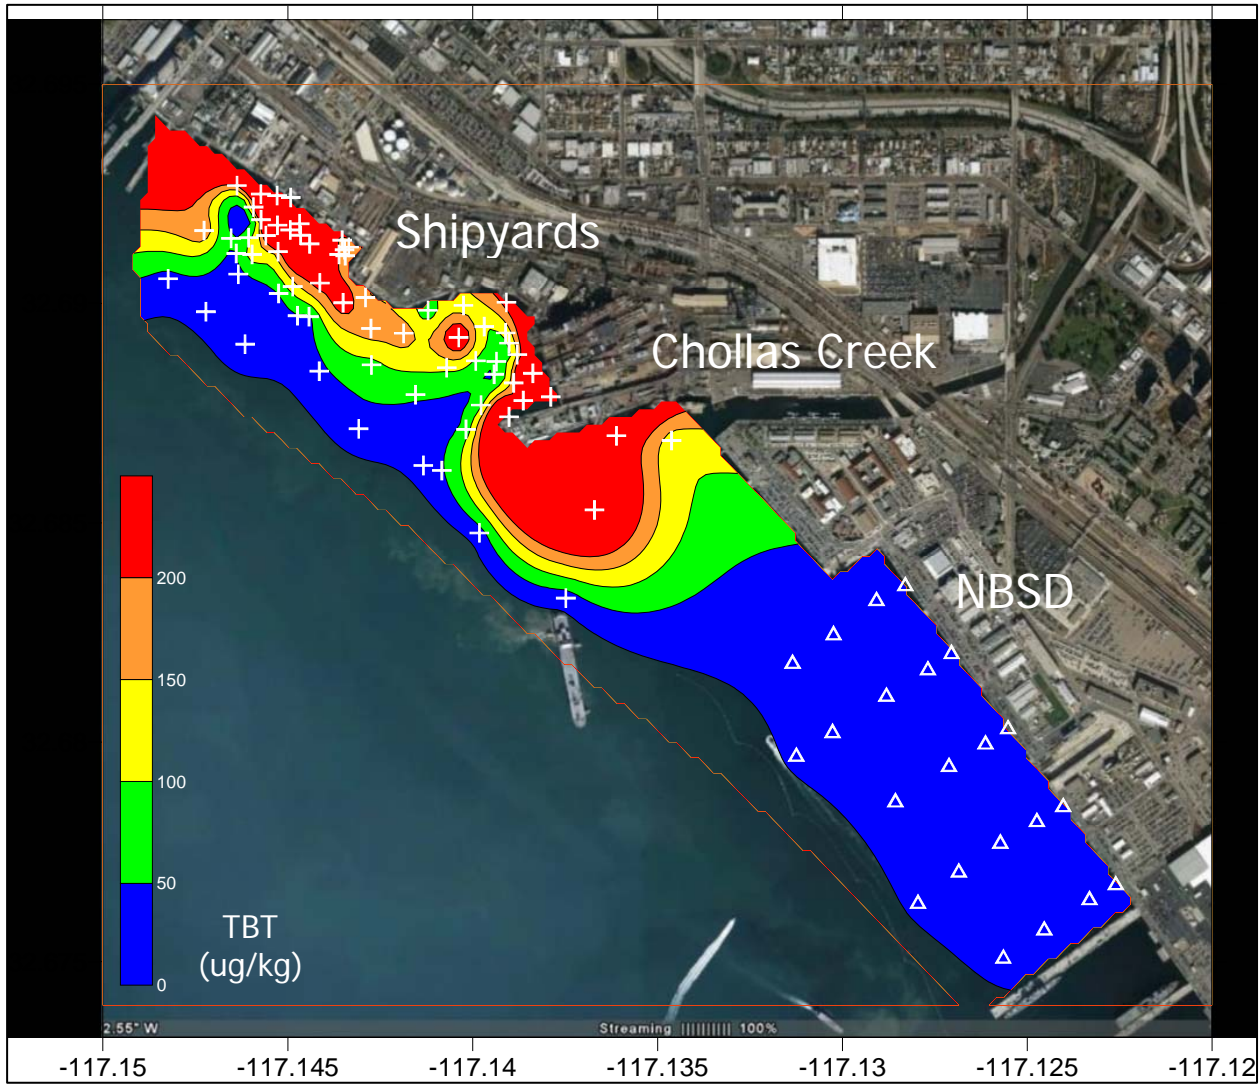 Shipyards
Chollas Creek
NBSD
200
150
100
50
0
TBT
(ug/kg)
2.55" W
Streaming ||||||||| 100%
-117.15
-117.145
-117.14
-117.135
-117.13
-117.125
-117.12